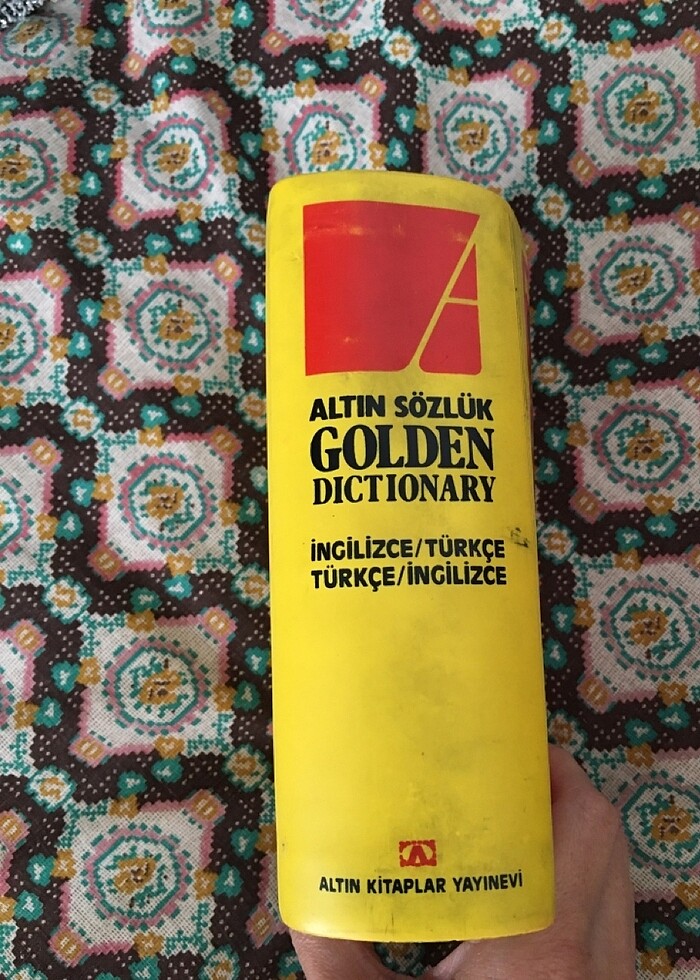 ALTIN SÖZLÜK
GOLDEN
DICTIONARY
İNGİLİZCE/TÜRKÇE
TÜRKÇE/İNGİLİZCE
ALTIN KİTAPLAR YAYINEVİ